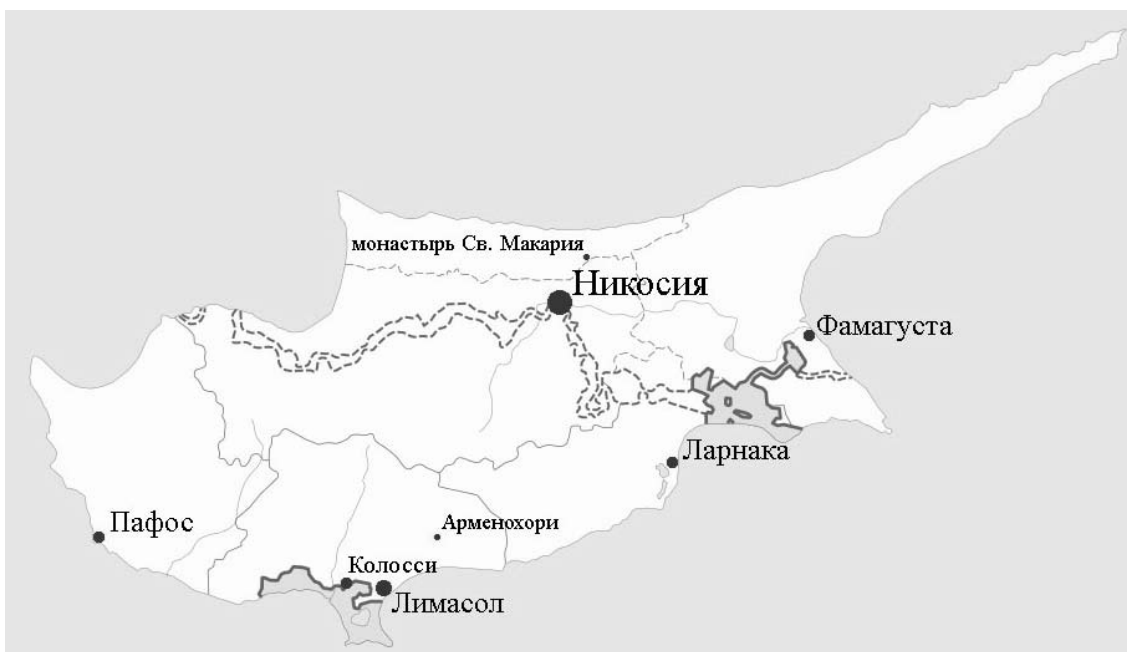 монастырь Св. Макария
Никосия
Фамагуста
Ларнака
Пафос
Арменохори
Колосси
Лимасол